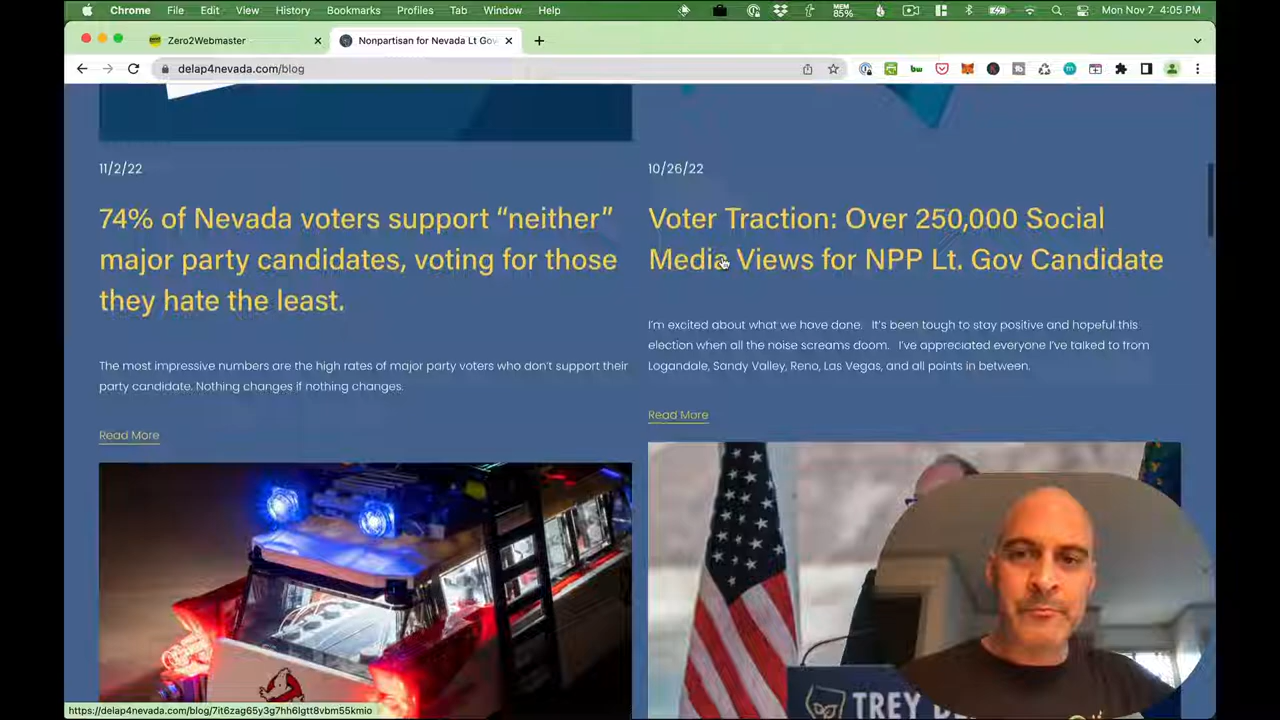 Chrome File Edit View History Bookmarks Profiles Tab Window Help MEM 85% Mon Nov 7 4:05 PM
Zero2Webmaster
Nonpartisan for Nevada Lt Gov
delap4nevada.com/blog
11/2/22
74% of Nevada voters support “neither”
major party candidates, voting for those
they hate the least.
The most impressive numbers are the high rates of major party voters who don’t support their
party candidate. Nothing changes if nothing changes.
Read More
10/26/22
Voter Traction: Over 250,000 Social
Media Views for NPP Lt. Gov Candidate
I’m excited about what we have done. It’s been tough to stay positive and hopeful this
election when all the noise screams doom. I’ve appreciated everyone I’ve talked to from
Logandale, Sandy Valley, Reno, Las Vegas, and all points in between.
Read More
TREY
https://delap4nevada.com/blog/7it6zag65y3g7hh6lgtt8vbm55kmio